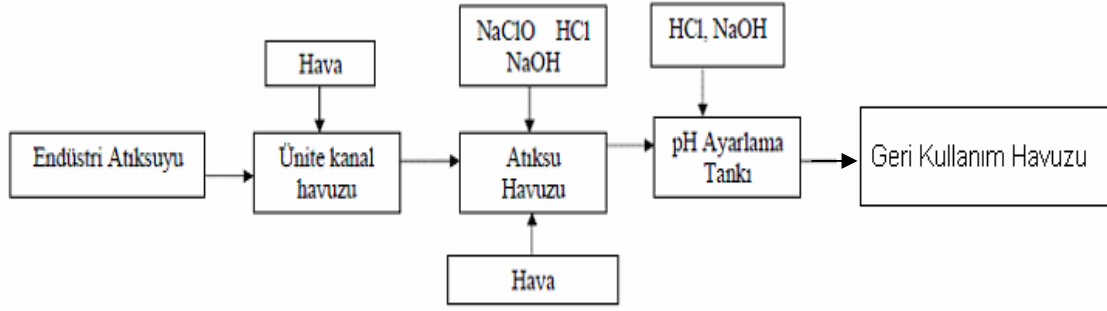 Hava
NaClO HCl
NaOH
HCl, NaOH
Endüstri Atıksuyu
Ünite kanal
havuzu
Atıksu
Havuzu
pH Ayarlama
Tankı
Geri Kullanım Havuzu
Hava